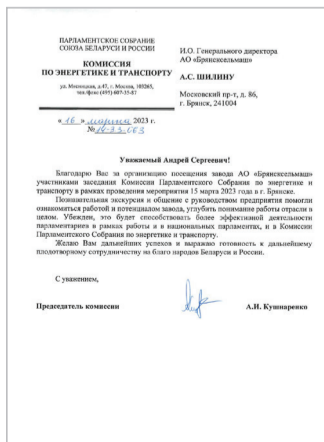 ПАРЛАМЕНТСКОЕ СОБРАНИЕ
СОЮЗА БЕЛАРУСИ И РОССИИ
КОМИССИЯ
ПО ЭНЕРГЕТИКЕ И ТРАНСПОРТУ
ул. Мясницкая, д.47, г. Москва, 105265,
тел./факс (495) 607-35-87
«16» марта 2023 г.
И.О. Генерального директора
АО «Брянсксельмаш»
А.С. ШИЛИНУ
Московский пр-т, д. 86,
г. Брянск, 241004
Уважаемый Андрей Сергеевич!
Благодарю Вас за организацию посещения завода АО «Брянсксельмаш»
участниками заседания Комиссии Парламентского Собрания по энергетике и
транспорту в рамках проведения мероприятия 15 марта 2023 года в г. Брянске.
Познавательная экскурсия и общение с руководством предприятия помогли
ознакомиться работой и потенциалом завода, углубить понимание работы отрасли в
целом. Убежден, это будет способствовать более эффективной деятельности
парламентариев в рамках работы и в национальных парламентах, и в Комиссии
Парламентского Собрания по энергетике и транспорту.
Желаю Вам дальнейших успехов и выражаю готовность к дальнейшему
плодотворному сотрудничеству на благо народов Беларуси и России.
С уважением,
Председатель комиссии
А.Н. Кушнаренко